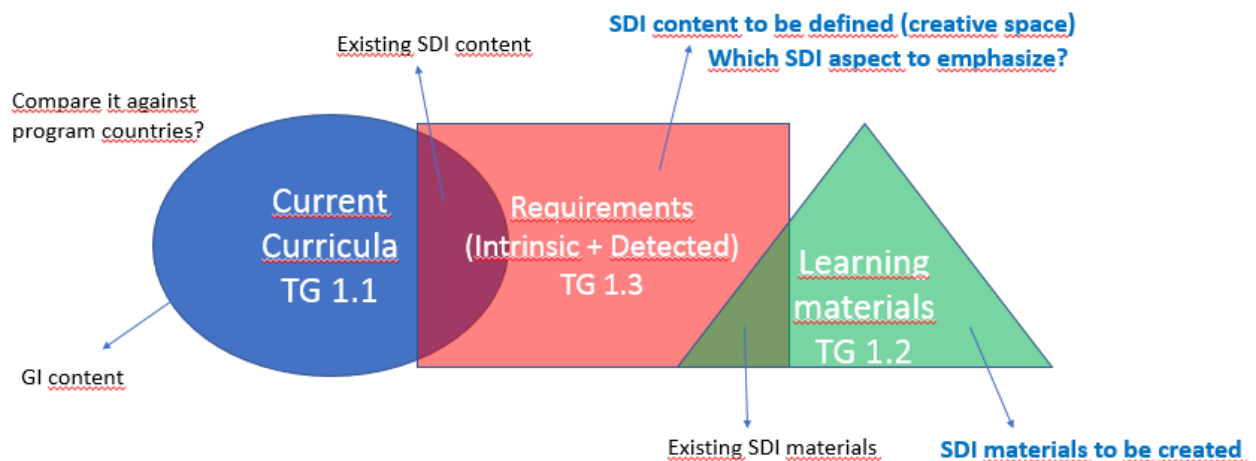 SDI content to be defined (creative space)
Which SDI aspect to emphasize?
Existing SDI content
Compare it against
program countries?
Current
Curricula
TG 1.1
Requirements
(Intrinsic + Detected)
TG 1.3
Learning
materials
TG 1.2
GI content
Existing SDI materials
SDI materials to be created